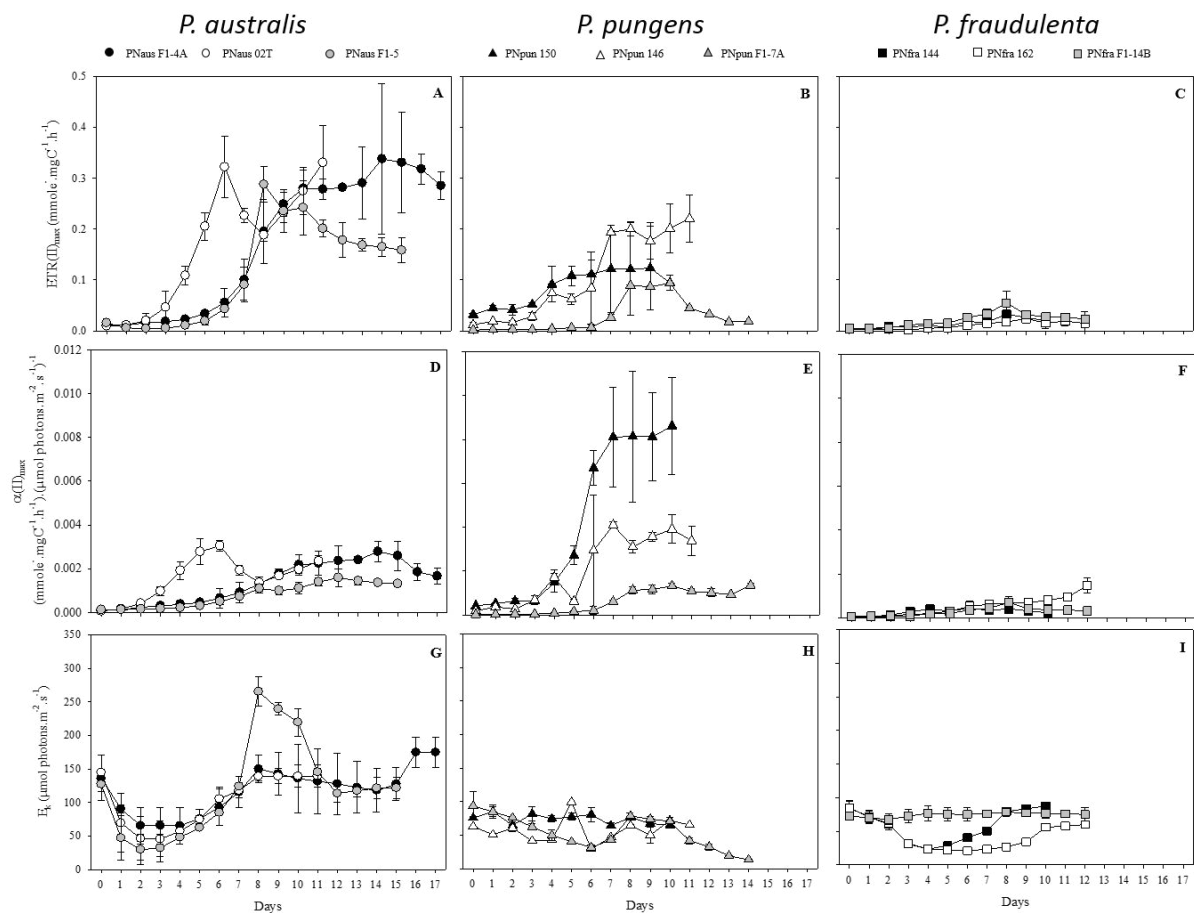 P. australis P. pungens P. fraudulenta
PNaus F1-4A PNaus 02T PNaus F1-5 PNpun 150 PNpun 146 PNpun F1-7A PNfra 144 PNfra 162 PNfra F1-14B
ETR(II)max (mmole⁻.mgC⁻¹.h⁻¹)
0.5
0.4
0.3
0.2
0.1
0.0
A
B
C
α(II)max
(mmole⁻.mgC⁻¹.h⁻¹).(μmol photons.m⁻².s⁻¹)⁻¹
0.012
0.010
0.008
0.006
0.004
0.002
0.000
D
E
F
Ek (μmol photons.m⁻².s⁻¹)
350
300
250
200
150
100
50
0
G
H
I
0 1 2 3 4 5 6 7 8 9 10 11 12 13 14 15 16 17
0 1 2 3 4 5 6 7 8 9 10 11 12 13 14 15 16 17
0 1 2 3 4 5 6 7 8 9 10 11 12 13 14 15 16 17
Days Days Days